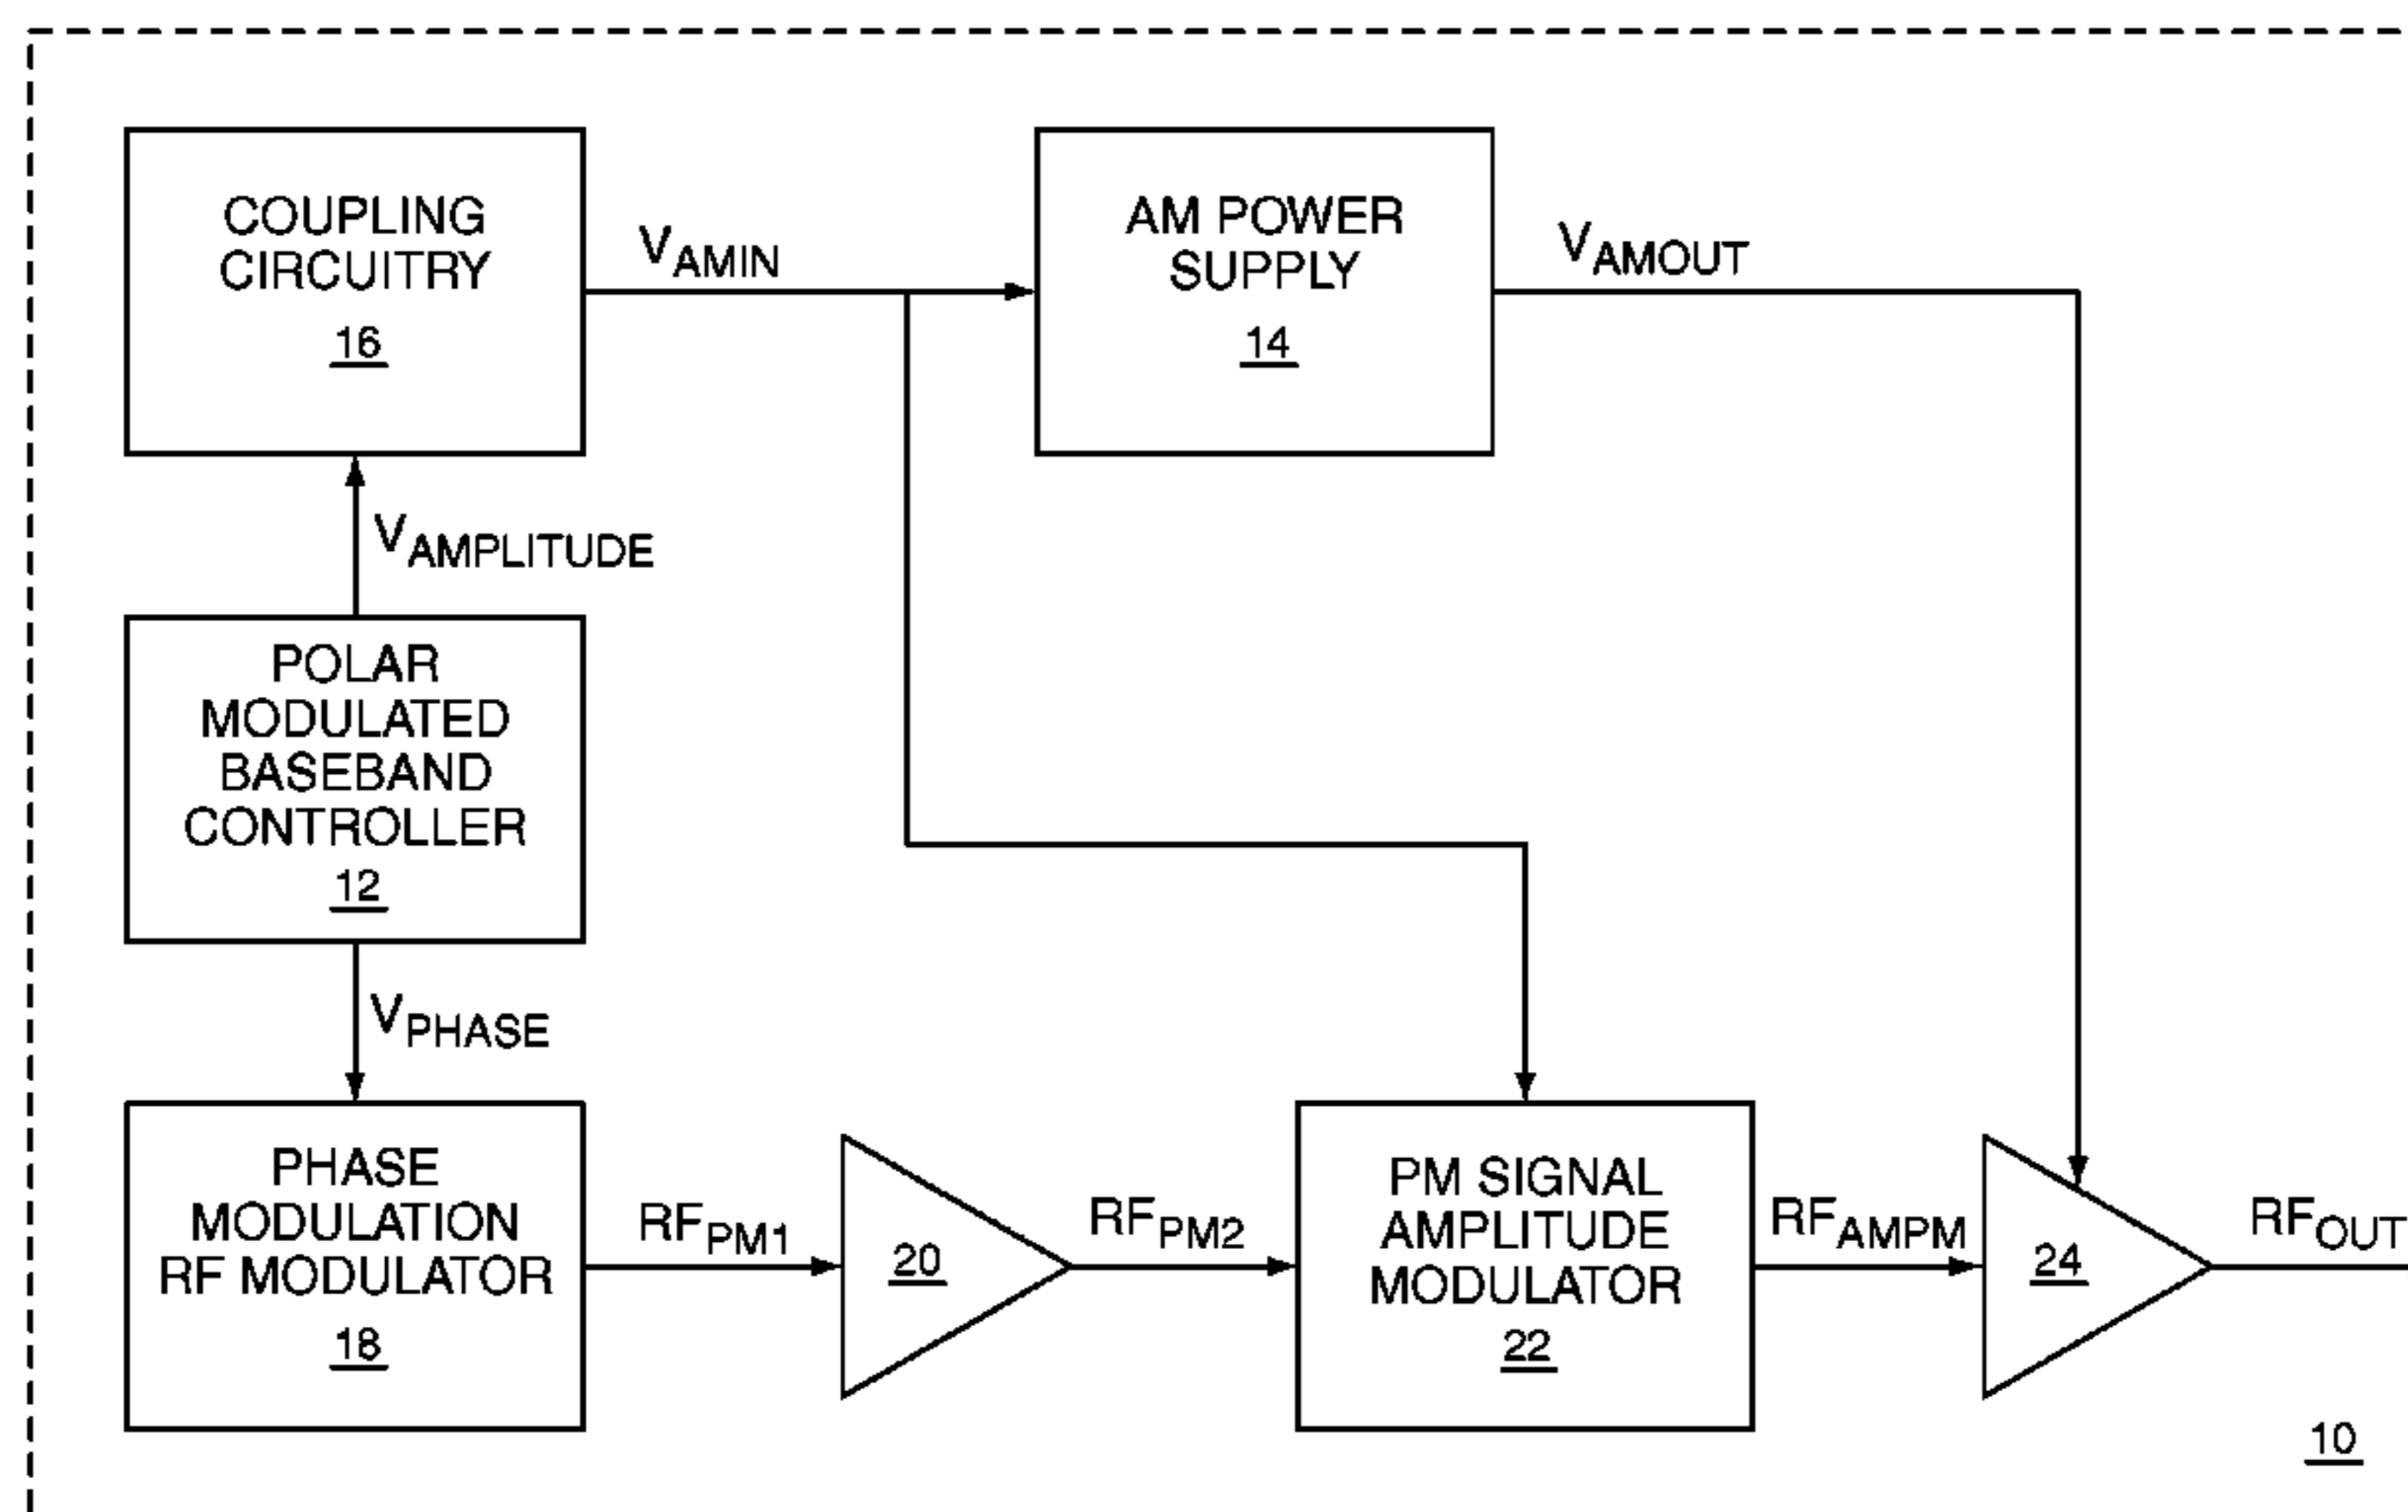 COUPLING
CIRCUITRY
16
VAMIN
AM POWER
SUPPLY
14
VAMOUT
VAMPLITUDE
POLAR
MODULATED
BASEBAND
CONTROLLER
12
VPHASE
PHASE
MODULATION
RF MODULATOR
18
RFPM1
20
RFPM2
PM SIGNAL
AMPLITUDE
MODULATOR
22
RFAMPM
24
RFOUT
10